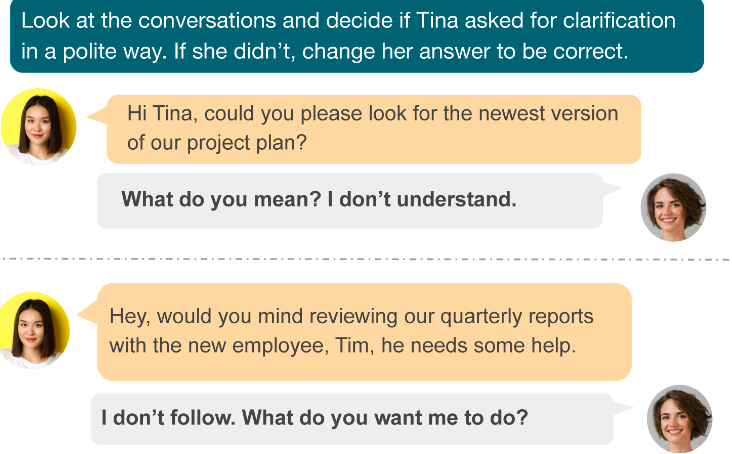 Look at the conversations and decide if Tina asked for clarification
in a polite way. If she didn’t, change her answer to be correct.
Hi Tina, could you please look for the newest version
of our project plan?
What do you mean? I don’t understand.
Hey, would you mind reviewing our quarterly reports
with the new employee, Tim, he needs some help.
I don’t follow. What do you want me to do?